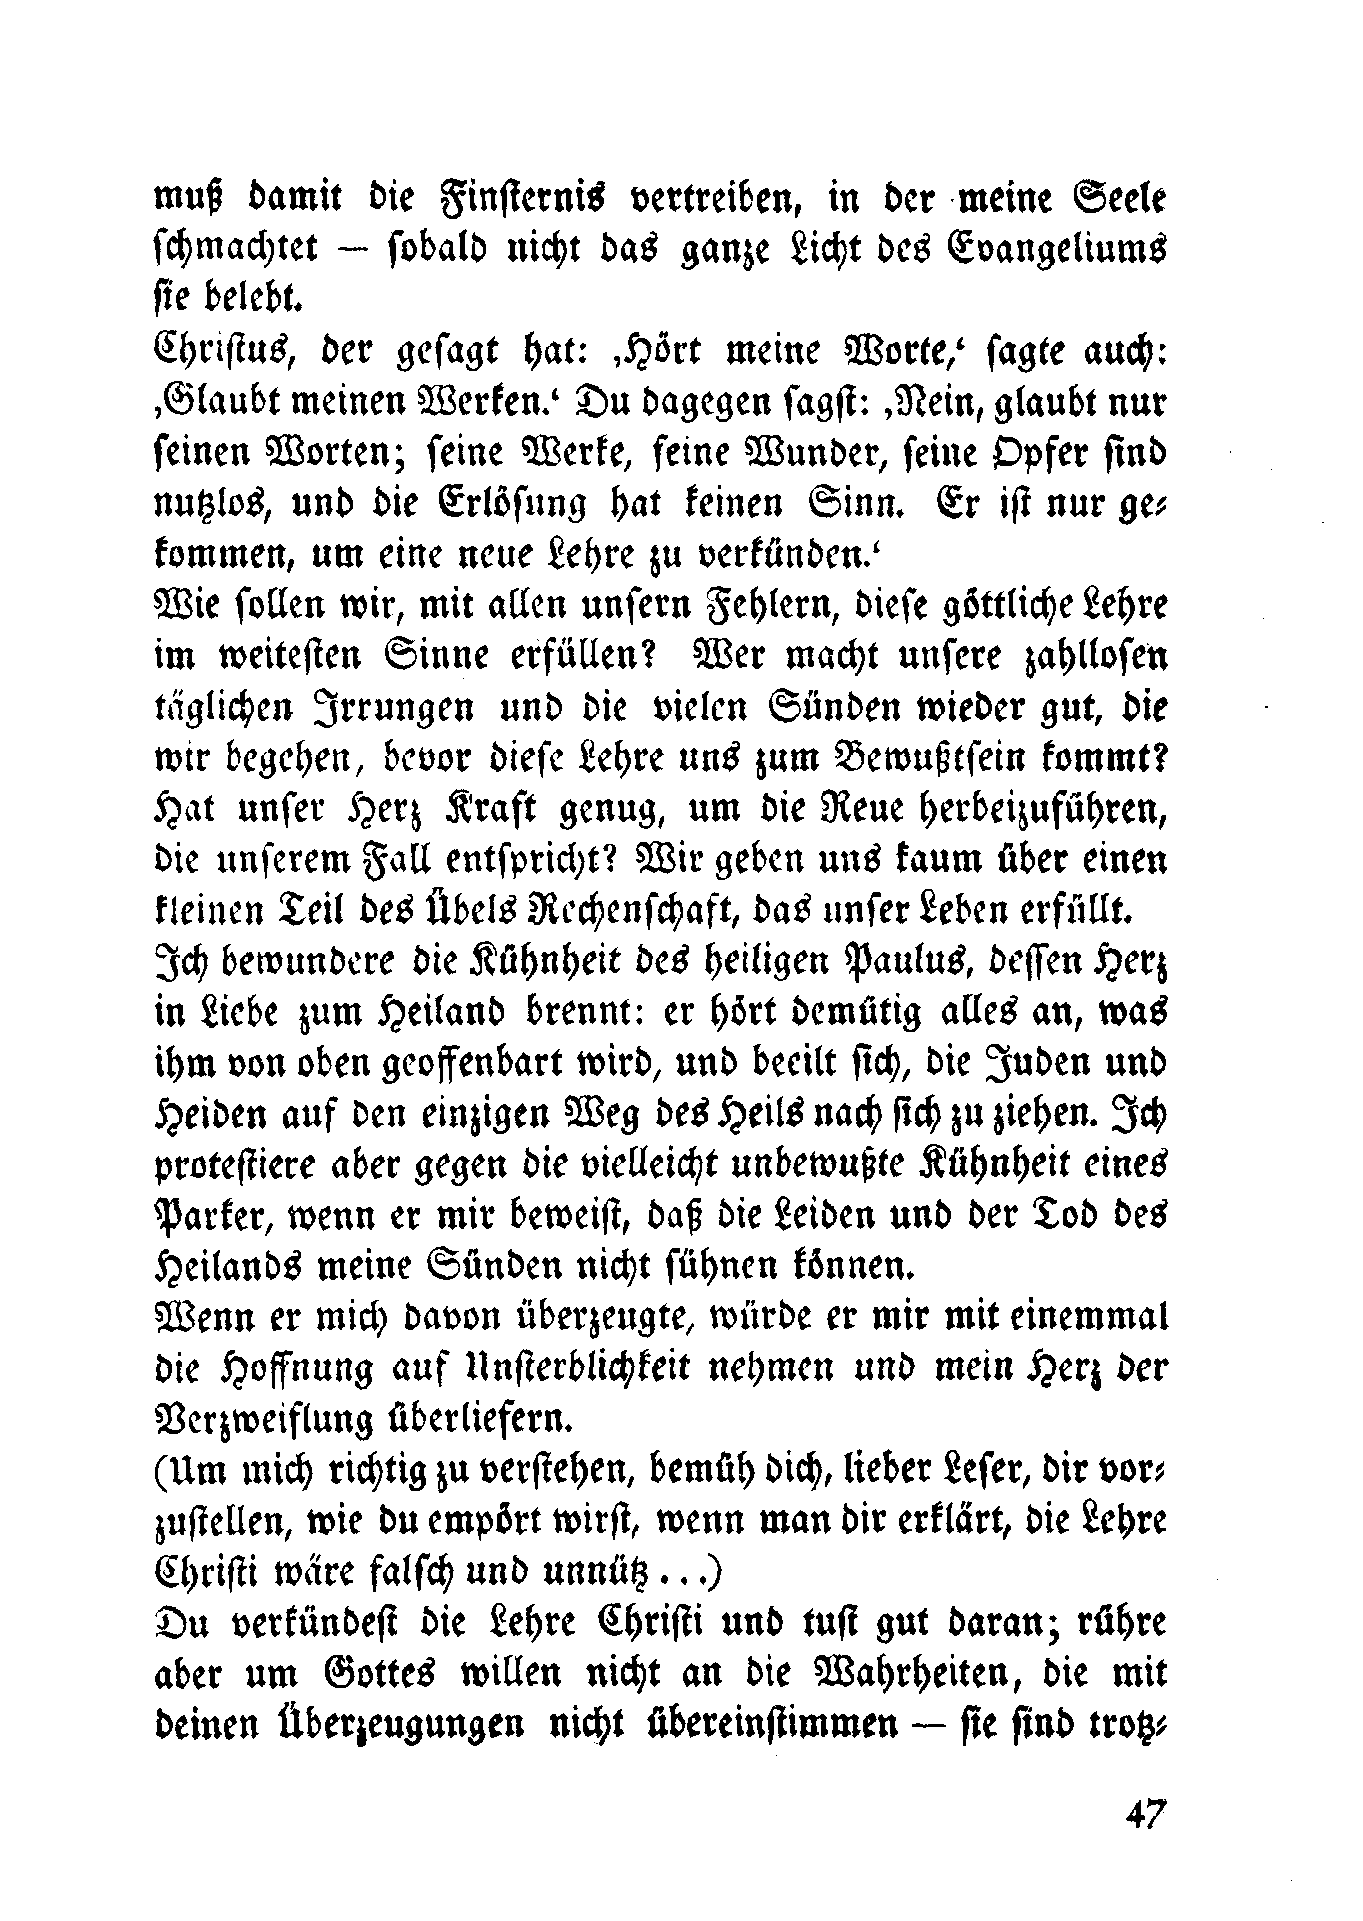 muß damit die Finsternis vertreiben, in der meine Seele
schmachtet — sobald nicht das ganze Licht des Evangeliums
sie belebt.
Christus, der gesagt hat: ‚Hört meine Worte,‘ sagte auch:
‚Glaubt meinen Werken.‘ Du dagegen sagst: ‚Nein, glaubt nur
seinen Worten; seine Werke, seine Wunder, seine Opfer sind
nutzlos, und die Erlösung hat keinen Sinn. Er ist nur ge-
kommen, um eine neue Lehre zu verkünden.‘
Wie sollen wir, mit allen unsern Fehlern, diese göttliche Lehre
im weitesten Sinne erfüllen? Wer macht unsere zahllosen
täglichen Irrungen und die vielen Sünden wieder gut, die
wir begehen, bevor diese Lehre uns zum Bewußtsein kommt?
Hat unser Herz Kraft genug, um die Reue herbeizuführen,
die unserem Fall entspricht? Wir geben uns kaum über einen
kleinen Teil des Übels Rechenschaft, das unser Leben erfüllt.
Ich bewundere die Kühnheit des heiligen Paulus, dessen Herz
in Liebe zum Heiland brennt: er hört demütig alles an, was
ihm von oben geoffenbart wird, und beeilt sich, die Juden und
Heiden auf den einzigen Weg des Heils nach sich zu ziehen. Ich
protestiere aber gegen die vielleicht unbewußte Kühnheit eines
Parker, wenn er mir beweist, daß die Leiden und der Tod des
Heilands meine Sünden nicht sühnen können.
Wenn er mich davon überzeugte, würde er mir mit einemmal
die Hoffnung auf Unsterblichkeit nehmen und mein Herz der
Verzweiflung überliefern.
(Um mich richtig zu verstehen, bemüh dich, lieber Leser, dir vor-
zustellen, wie du empört wirst, wenn man dir erklärt, die Lehre
Christi wäre falsch und unnütz . . .)
Du verkündest die Lehre Christi und tust gut daran; rühre
aber um Gottes willen nicht an die Wahrheiten, die mit
deinen Überzeugungen nicht übereinstimmen — sie sind trotz-
47